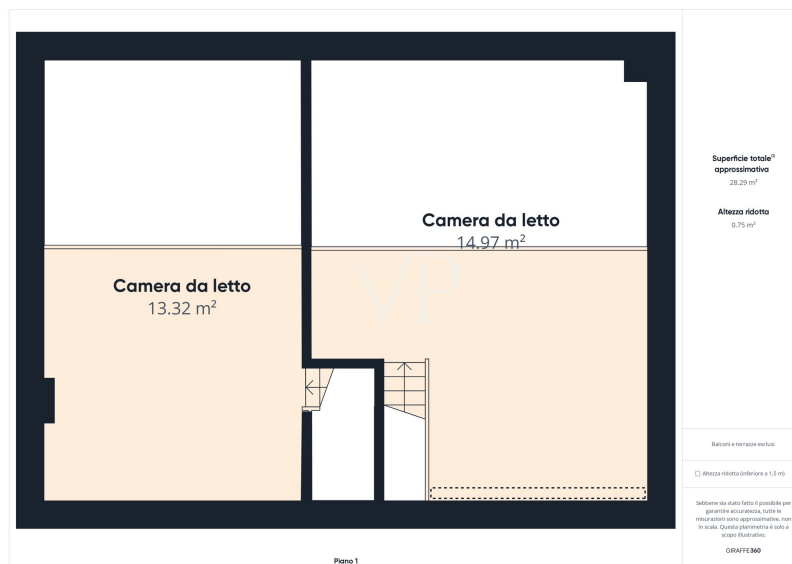 Camera da letto
14.97 m²
VP
Camera da letto
13.32 m²
Piano 1
Superficie totale⁽¹⁾
approssimativa
28.29 m²
Altezza ridotta
0.75 m²
Balconi e terrazze esclusi
Altezza ridotta (inferiore a 1,5 m)
Sebbene sia stato fatto il possibile per
garantire accuratezza, tutte le
misurazioni sono approssimative, non
in scala. Questa planimetria è solo a
scopo illustrativo.
GIRAFFE360